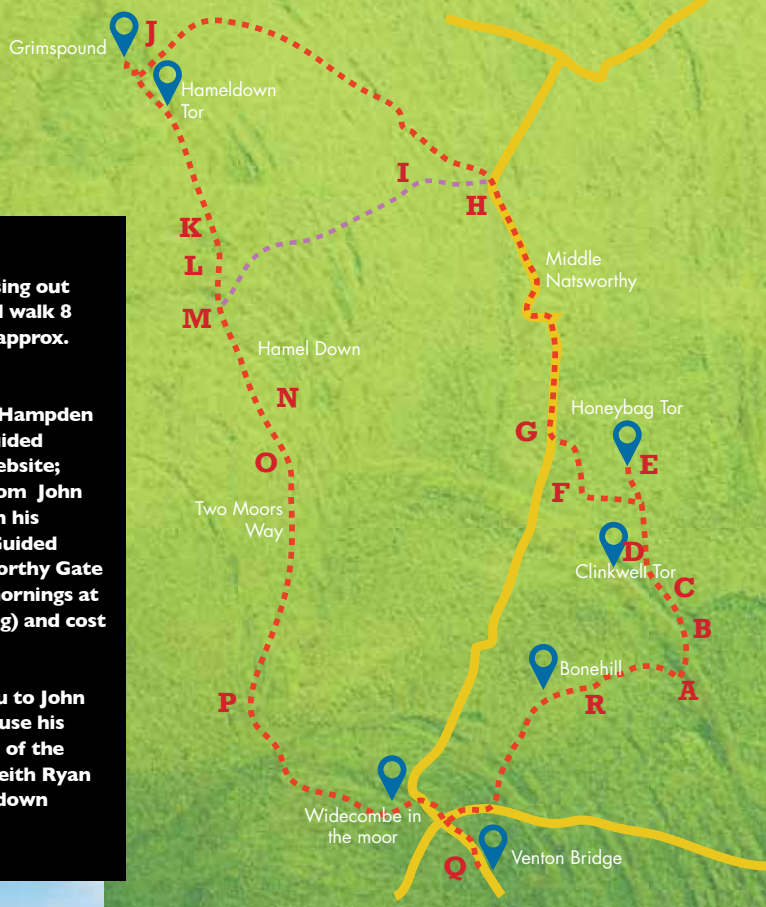 Grimspound
J
Hameldown
Tor
I
H
K
L
M
Middle
Natsworthy
Hamel Down
N
Honeybag Tor
G
E
O
F
Two Moors
Way
D
Clinkwell Tor
C
B
Bonehill
A
R
P
Widecombe in
the moor
Q
Venton Bridge
sing out
walk 8
approx.
Hampden
uided
ebsite;
om John
n his
Guided
orthy Gate
mornings at
g) and cost
u to John
use his
of the
eith Ryan
down